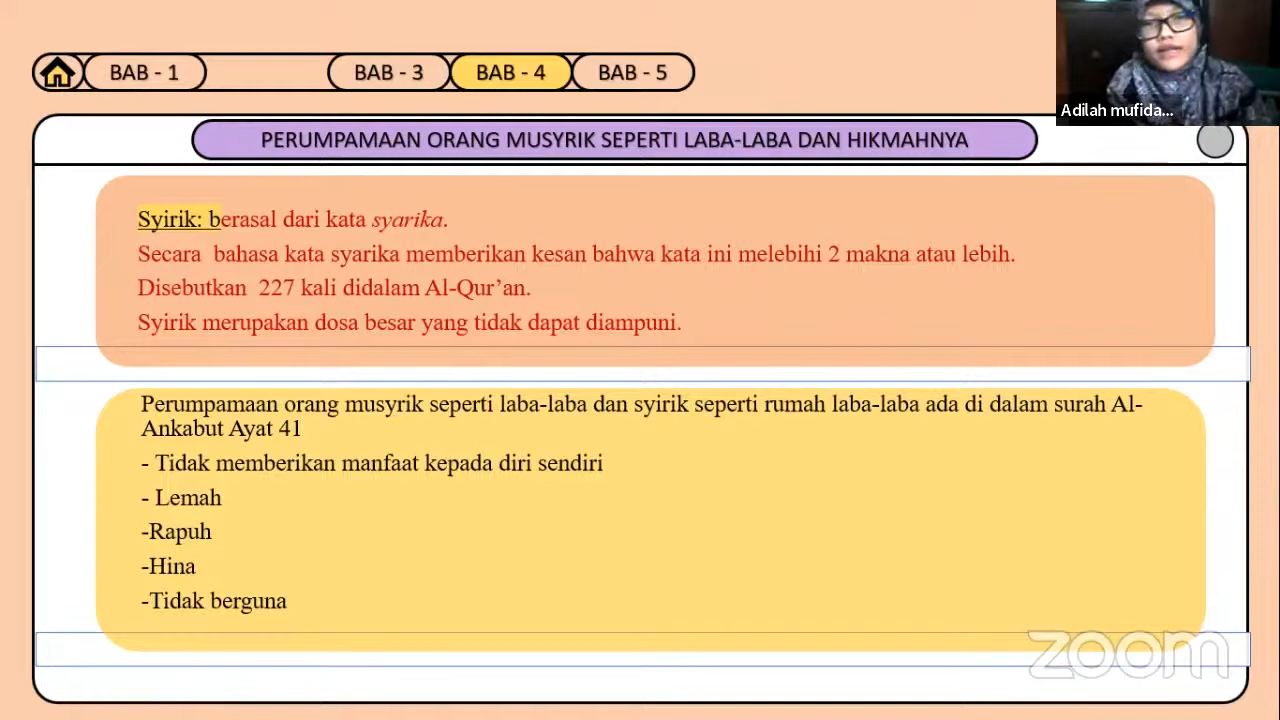 BAB - 1
BAB - 3
BAB - 4
BAB - 5
Adilah mufida...
PERUMPAMAAN ORANG MUSYRIK SEPERTI LABA-LABA DAN HIKMAHNYA
Syirik: berasal dari kata syarika.
Secara bahasa kata syarika memberikan kesan bahwa kata ini melebihi 2 makna atau lebih.
Disebutkan 227 kali didalam Al-Qur’an.
Syirik merupakan dosa besar yang tidak dapat diampuni.
Perumpamaan orang musyrik seperti laba-laba dan syirik seperti rumah laba-laba ada di dalam surah Al-
Ankabut Ayat 41
- Tidak memberikan manfaat kepada diri sendiri
- Lemah
-Rapuh
-Hina
-Tidak berguna
zoom